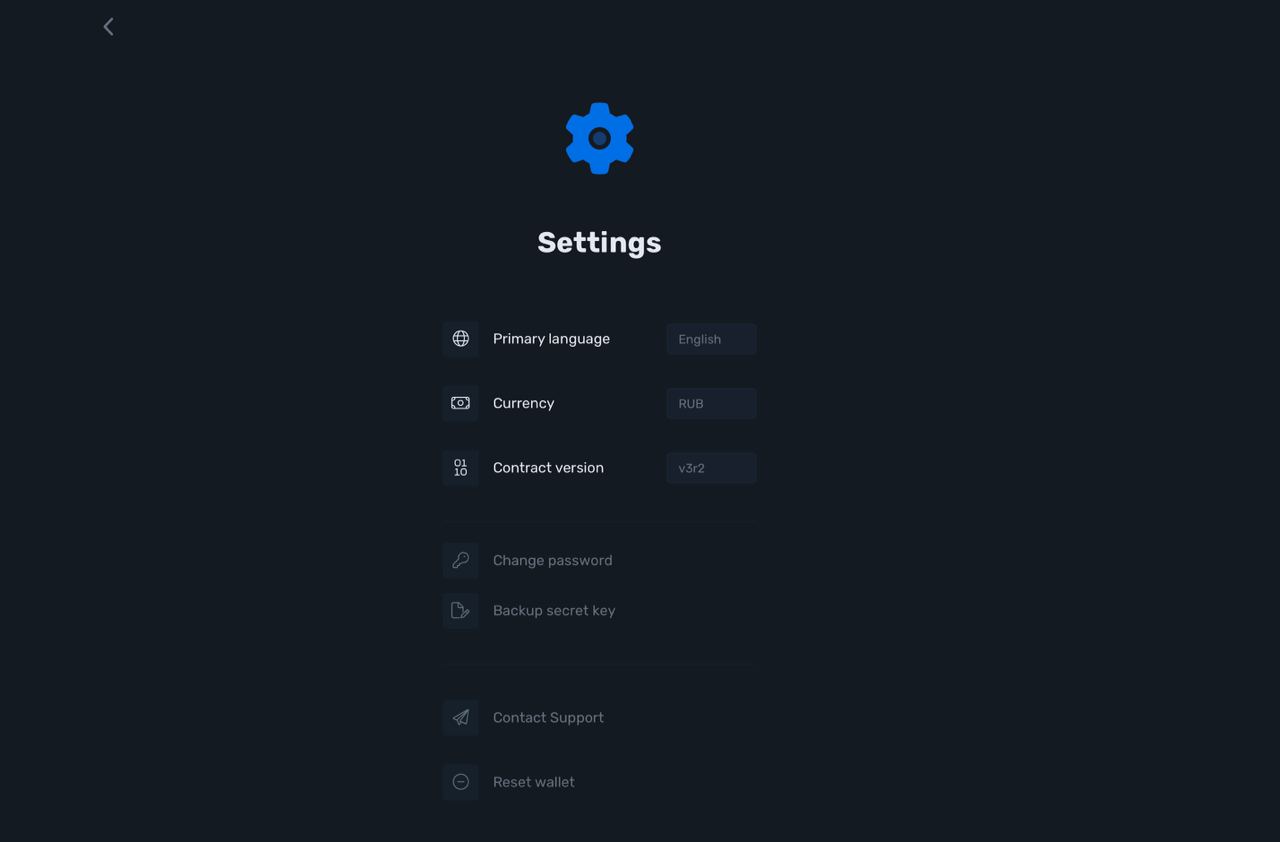 Settings
Primary language English
Currency RUB
01
10
Contract version v3r2
Change password
Backup secret key
Contact Support
Reset wallet